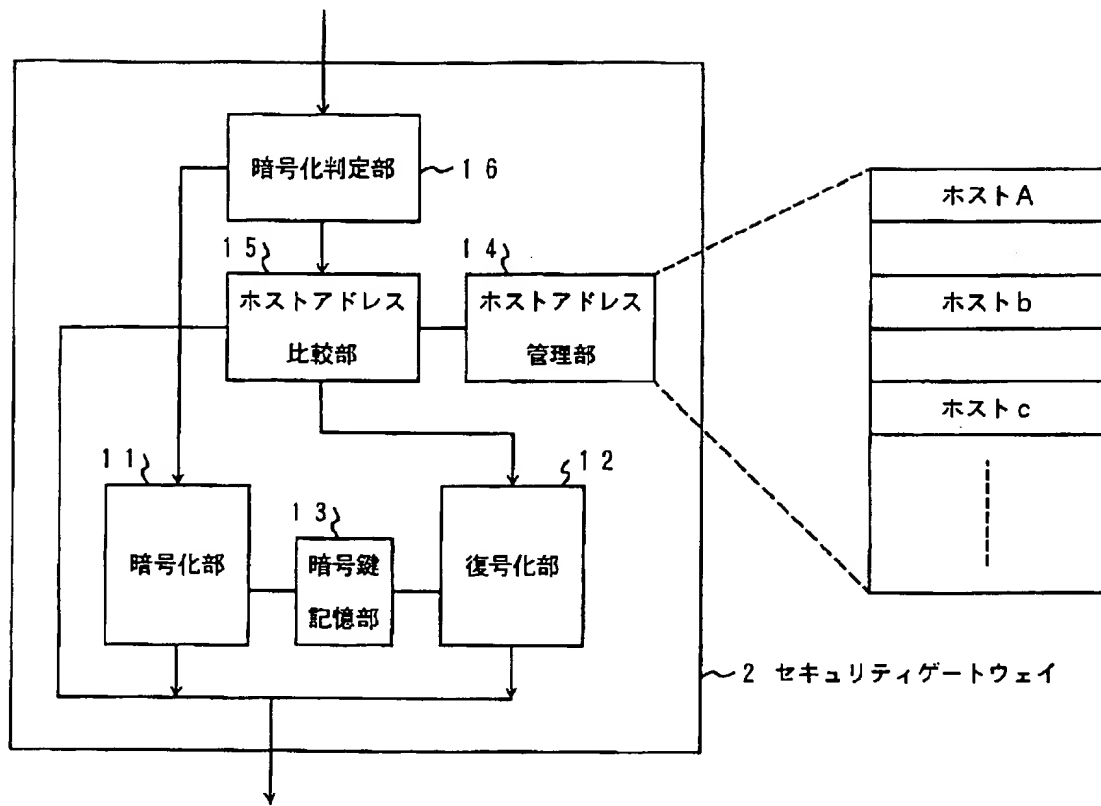 暗号化判定部
16
ホストA
15
14
ホストアドレス
比較部
ホストアドレス
管理部
ホストb
ホストc
11
12
13
暗号化部
暗号鍵
記憶部
復号化部
2 セキュリティゲートウェイ